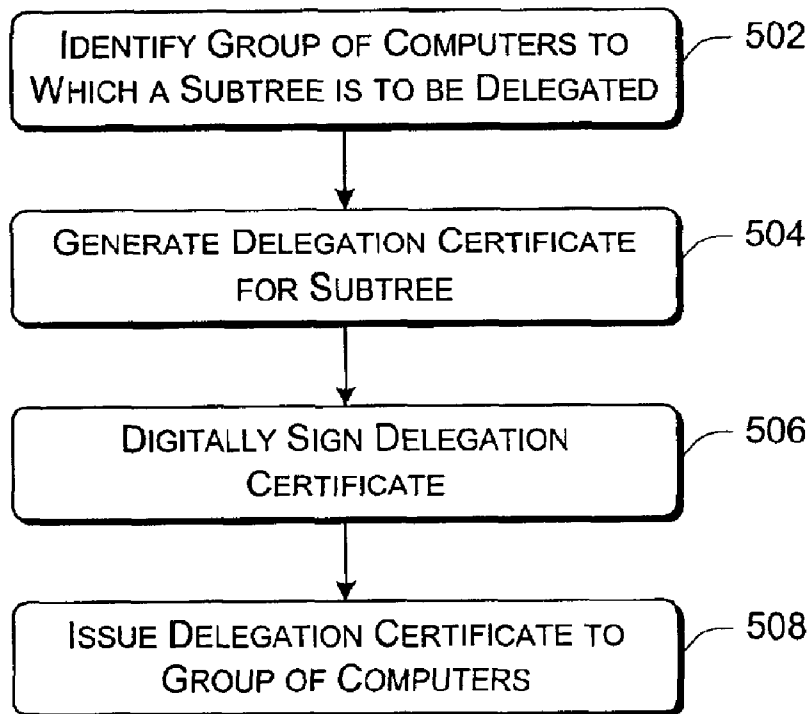 IDENTIFY GROUP OF COMPUTERS TO
WHICH A SUBTREE IS TO BE DELEGATED
502
GENERATE DELEGATION CERTIFICATE
FOR SUBTREE
504
DIGITALLY SIGN DELEGATION
CERTIFICATE
506
ISSUE DELEGATION CERTIFICATE TO
GROUP OF COMPUTERS
508